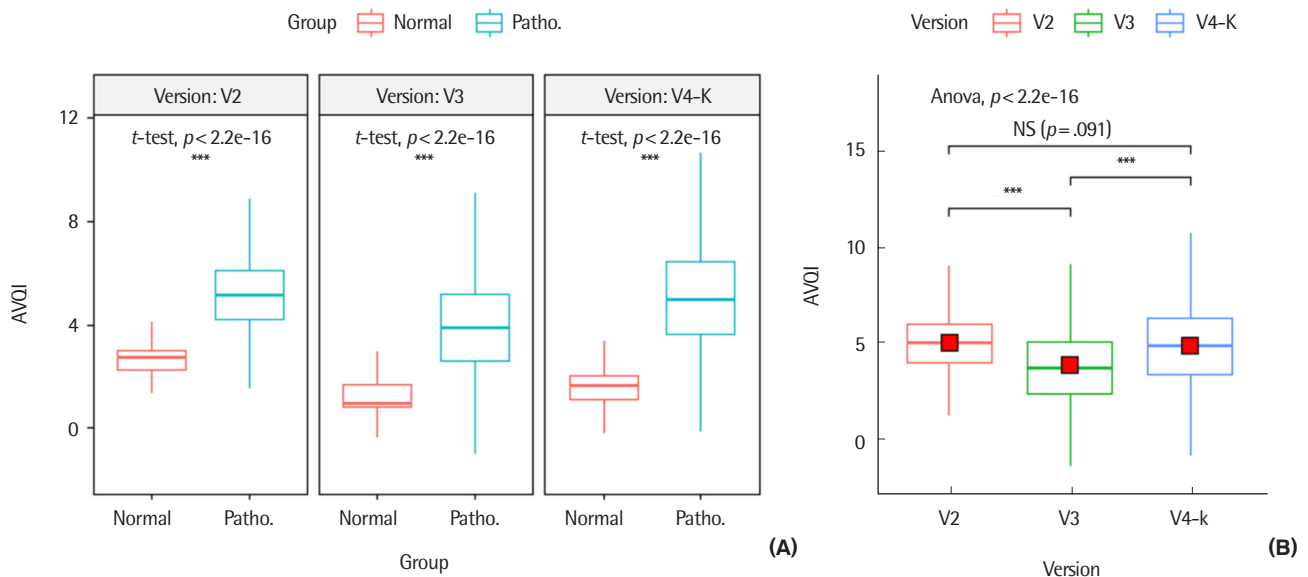 Group Normal Patho.
Version: V2 Version: V3 Version: V4-K
t-test, p< 2.2e-16 t-test, p< 2.2e-16 t-test, p< 2.2e-16
*** *** ***
12
8
4
0
AVQI
Normal Patho. Normal Patho. Normal Patho.
Group
(A)
Version V2 V3 V4-K
Anova, p< 2.2e-16
NS (p= .091)
***
***
15
10
5
0
AVQI
V2 V3 V4-k
Version
(B)